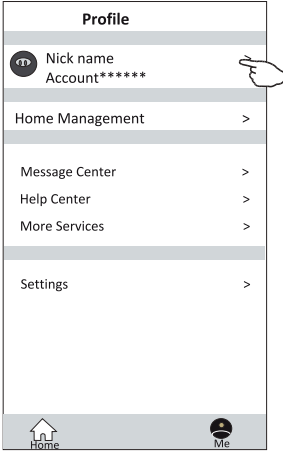 Profile
Nick name
Account******
Home Management >
Message Center >
Help Center >
More Services >
Settings >
Home Me